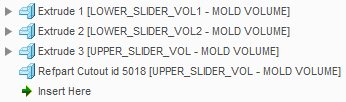 Extrude 1 [LOWER_SLIDER_VOL1 - MOLD VOLUME]
Extrude 2 [LOWER_SLIDER_VOL2 - MOLD VOLUME]
Extrude 3 [UPPER_SLIDER_VOL - MOLD VOLUME]
Refpart Cutout id 5018 [UPPER_SLIDER_VOL - MOLD VOLUME]
Insert Here